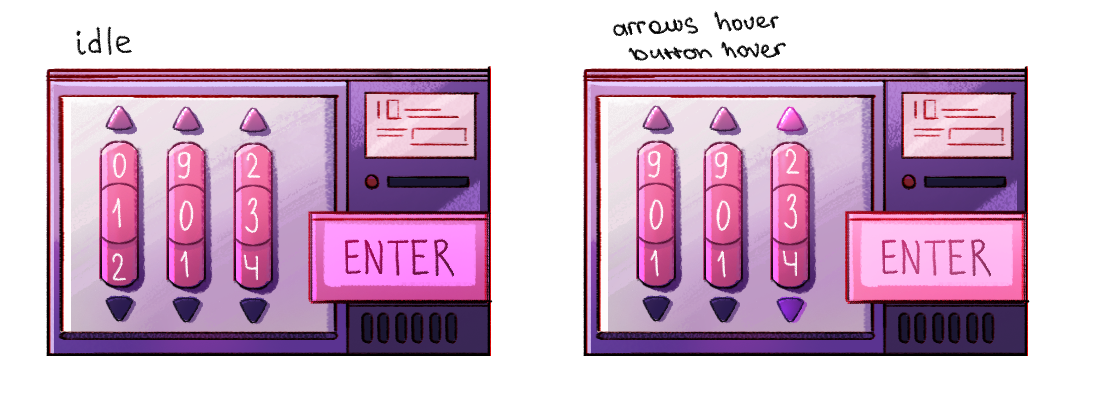 idle
arrows hover
button hover
0 9 2
1 0 3
2 1 4
ENTER
9 9 2
0 0 3
1 1 4
ENTER